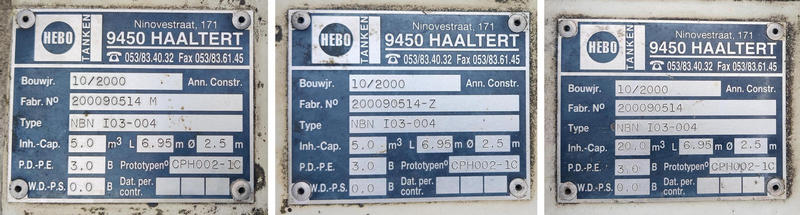 HEBO
TANKEN
Ninovestraat, 171
9450 HAALTERT
☎ 053/83.40.32 Fax 053/83.61.45
Bouwjr. 10/2000 Ann. Constr.
Fabr. Nº 200090514 M
Type NBN I03-004
Inh.-Cap. 5.0 m³ L 6.95 m Ø 2.5 m
P.D.-P.E. 3.0 B Prototypenº CPH002-1C
W.D.-P.S. 0.0 B Dat. per. contr.
HEBO
TANKEN
Ninovestraat, 171
9450 HAALTERT
☎ 053/83.40.32 Fax 053/83.61.45
Bouwjr. 10/2000 Ann. Constr.
Fabr. Nº 200090514-Z
Type NBN I03-004
Inh.-Cap. 5.0 m³ L 6.95 m Ø 2.5 m
P.D.-P.E. 3.0 B Prototypenº CPH002-1C
W.D.-P.S. 0.0 B Dat. per. contr.
HEBO
TANKEN
Ninovestraat, 171
9450 HAALTERT
☎ 053/83.40.32 Fax 053/83.61.45
Bouwjr. 10/2000 Ann. Constr.
Fabr. Nº 200090514
Type NBN I03-004
Inh.-Cap. 20.0 m³ L 6.95 m Ø 2.5 m
P.D.-P.E. 3.0 B Prototypenº CPH002-1C
W.D.-P.S. 0.0 B Dat. per. contr.